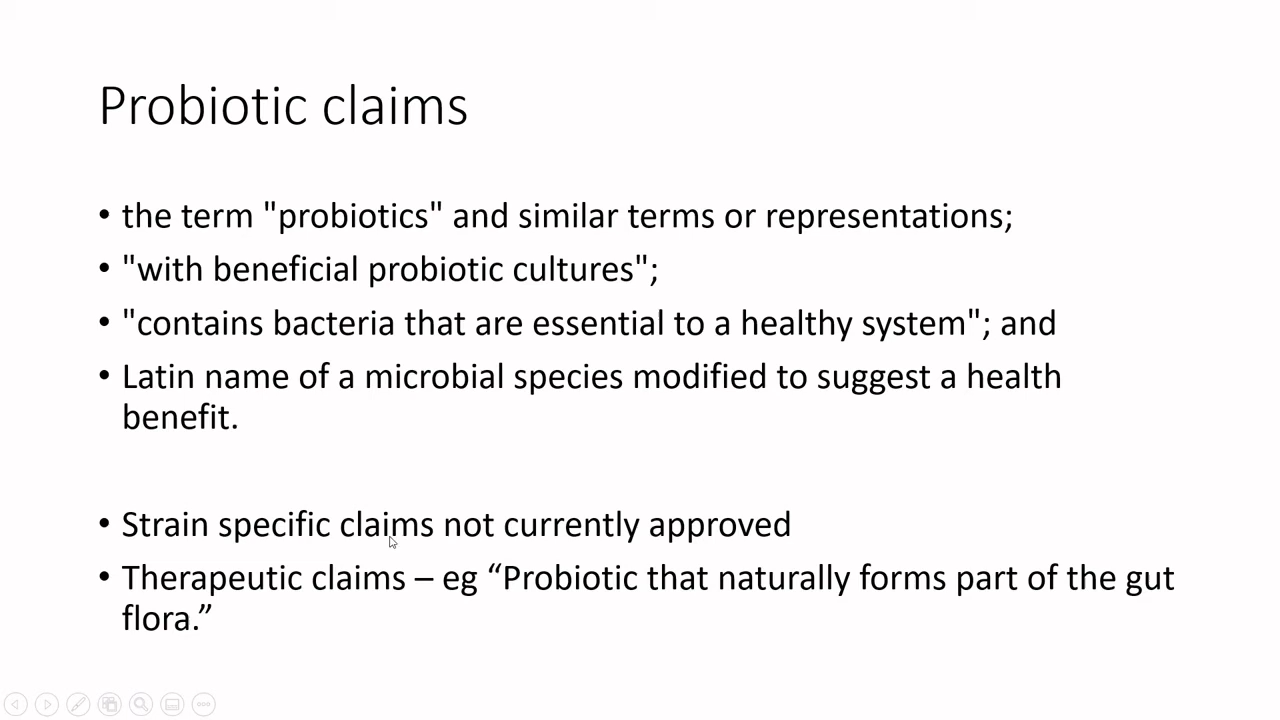 Probiotic claims
• the term "probiotics" and similar terms or representations;
• "with beneficial probiotic cultures";
• "contains bacteria that are essential to a healthy system"; and
• Latin name of a microbial species modified to suggest a health
benefit.
• Strain specific claims not currently approved
• Therapeutic claims – eg “Probiotic that naturally forms part of the gut
flora.”